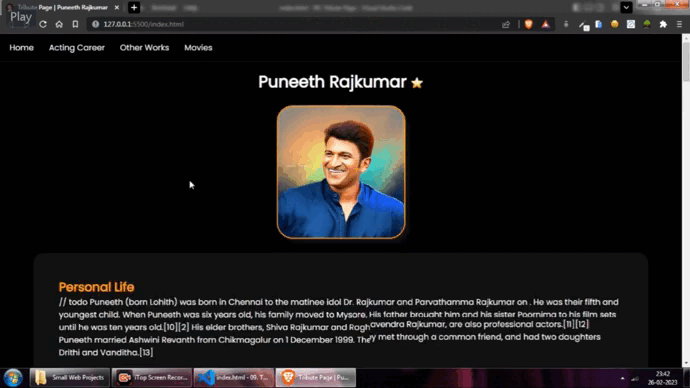 Play
Tribute Page | Puneeth Rajkumar
127.0.0.1:5500/index.html
Home Acting Career Other Works Movies
Puneeth Rajkumar
Personal Life
// todo Puneeth (born Lohith) was born in Chennai to the matinee idol Dr. Rajkumar and Parvathamma Rajkumar on . He was their fifth and
youngest child. When Puneeth was six years old, his family moved to Mysore. His father brought him and his sister Poornima to his film sets
until he was ten years old.[10][2] His elder brothers, Shiva Rajkumar and Raghavendra Rajkumar, are also professional actors.[11][12]
Puneeth married Ashwini Revanth from Chikmagalur on 1 December 1999. They met through a common friend, and had two daughters
Drithi and Vanditha.[13]
Small Web Projects
iTop Screen Recor...
index.html - 09. T...
Tribute Page | Pu...
23:42
26-02-2023